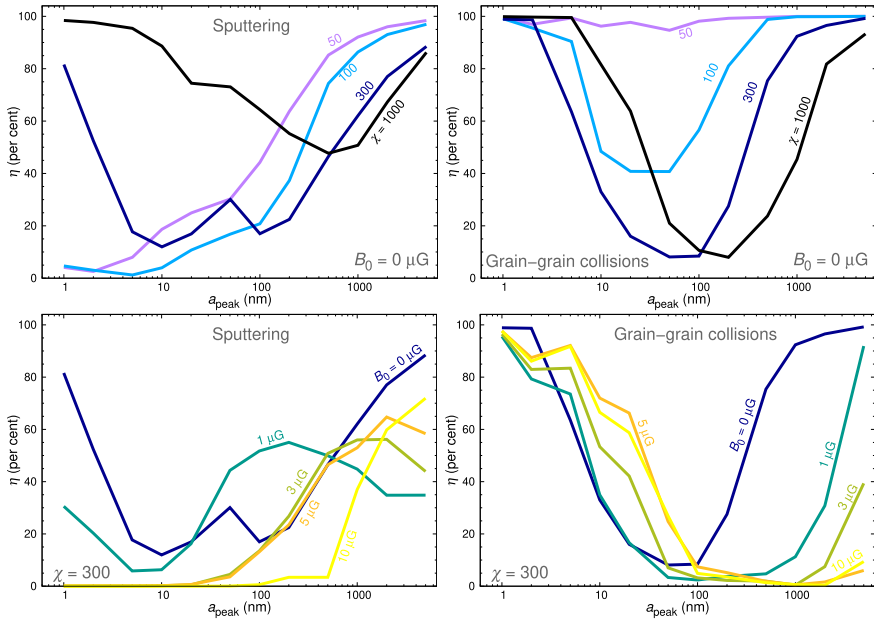 Sputtering
η (per cent)
100
80
60
40
20
0
50
100
300
χ = 1000
B₀ = 0 μG
1
10
100
1000
a_peak (nm)
η (per cent)
100
80
60
40
20
0
50
100
300
χ = 1000
Grain−grain collisions
B₀ = 0 μG
1
10
100
1000
a_peak (nm)
Sputtering
η (per cent)
100
80
60
40
20
0
B₀ = 0 μG
1 μG
3 μG
5 μG
10 μG
χ = 300
1
10
100
1000
a_peak (nm)
Grain−grain collisions
η (per cent)
100
80
60
40
20
0
5 μG
B₀ = 0 μG
1 μG
3 μG
10 μG
χ = 300
1
10
100
1000
a_peak (nm)